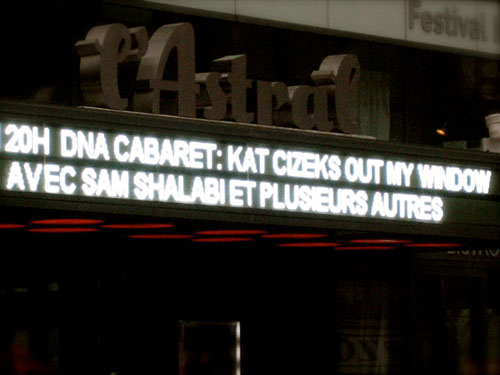 Festival
l'Astral
20H DNA CABARET: KAT CIZEKS OUT MY WINDOW
AVEC SAM SHALABI ET PLUSIEURS AUTRES